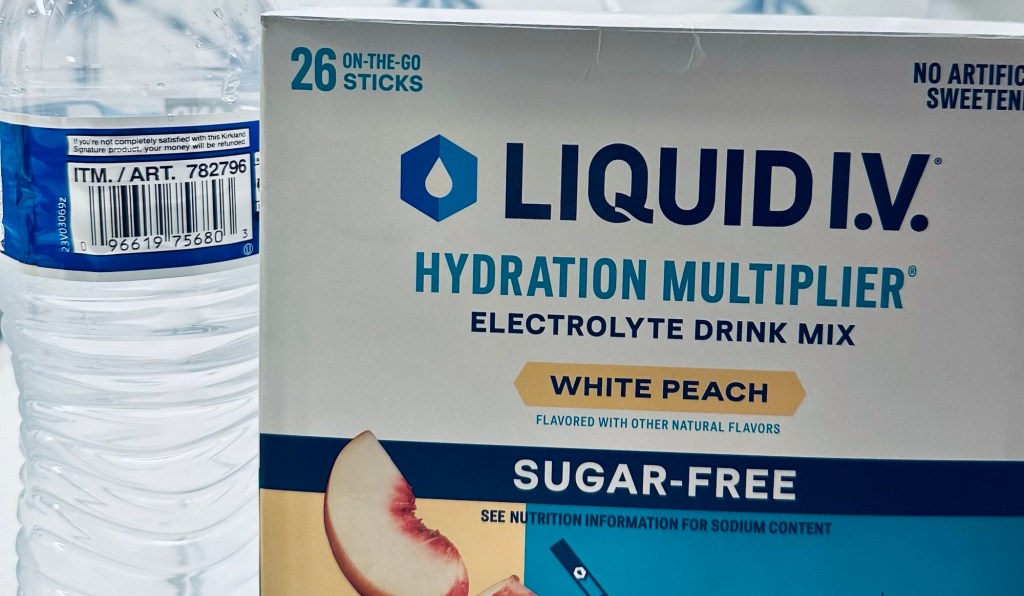 If you're not completely satisfied with this Kirkland
Signature product, your money will be refunded.
ITM. / ART. 782796
23V03069z
0 96619 75680 3
26 ON-THE-GO
STICKS
NO ARTIFIC
SWEETEN
LIQUID I.V.®
HYDRATION MULTIPLIER®
ELECTROLYTE DRINK MIX
WHITE PEACH
FLAVORED WITH OTHER NATURAL FLAVORS
SUGAR-FREE
SEE NUTRITION INFORMATION FOR SODIUM CONTENT